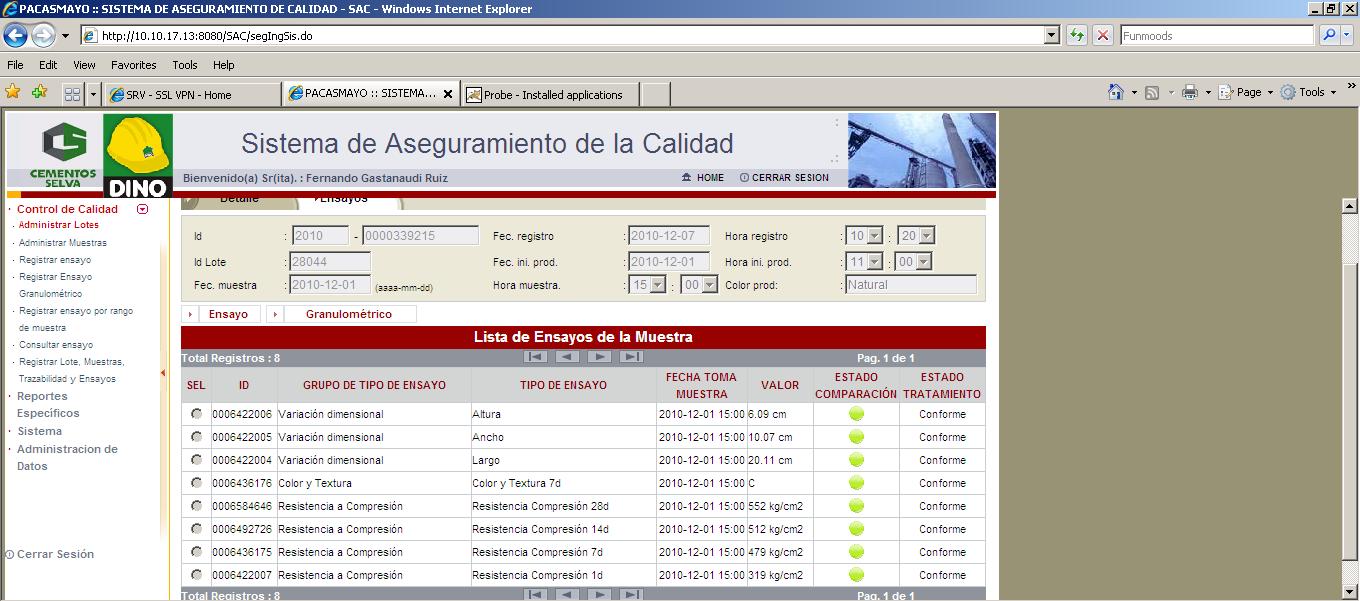 PACASMAYO :: SISTEMA DE ASEGURAMIENTO DE CALIDAD - SAC - Windows Internet Explorer
http://10.10.17.13:8080/SAC/segIngSis.do
Funmoods
File Edit View Favorites Tools Help
SRV - SSL VPN - Home
PACASMAYO :: SISTEMA...
Probe - Installed applications
Page
Tools
CEMENTOS SELVA
DINO
Sistema de Aseguramiento de la Calidad
Bienvenido(a) Sr(ita). : Fernando Gastanaudi Ruiz
HOME
CERRAR SESION
Control de Calidad
Administrar Lotes
Administrar Muestras
Registrar ensayo
Registrar Ensayo
Granulométrico
Registrar ensayo por rango
de muestra
Consultar ensayo
Registrar Lote, Muestras,
Trazabilidad y Ensayos
Reportes
Específicos
Sistema
Administracion de
Datos
Cerrar Sesión
Detalle
Ensayos
Id : 2010 - 0000339215 Fec. registro : 2010-12-07 Hora registro : 10 : 20
Id Lote : 28044 Fec. ini. prod. : 2010-12-01 Hora ini. prod. : 11 : 00
Fec. muestra : 2010-12-01 (aaaa-mm-dd) Hora muestra. : 15 : 00 Color prod: : Natural
Ensayo
Granulométrico
Lista de Ensayos de la Muestra
Total Registros : 8 Pag. 1 de 1
SEL ID GRUPO DE TIPO DE ENSAYO TIPO DE ENSAYO FECHA TOMA MUESTRA VALOR ESTADO COMPARACIÓN ESTADO TRATAMIENTO
0006422006 Variación dimensional Altura 2010-12-01 15:00 6.09 cm Conforme
0006422005 Variación dimensional Ancho 2010-12-01 15:00 10.07 cm Conforme
0006422004 Variación dimensional Largo 2010-12-01 15:00 20.11 cm Conforme
0006436176 Color y Textura Color y Textura 7d 2010-12-01 15:00 C Conforme
0006584646 Resistencia a Compresión Resistencia Compresión 28d 2010-12-01 15:00 552 kg/cm2 Conforme
0006492726 Resistencia a Compresión Resistencia Compresión 14d 2010-12-01 15:00 512 kg/cm2 Conforme
0006436175 Resistencia a Compresión Resistencia Compresión 7d 2010-12-01 15:00 479 kg/cm2 Conforme
0006422007 Resistencia a Compresión Resistencia Compresión 1d 2010-12-01 15:00 319 kg/cm2 Conforme
Total Registros : 8 Pag. 1 de 1